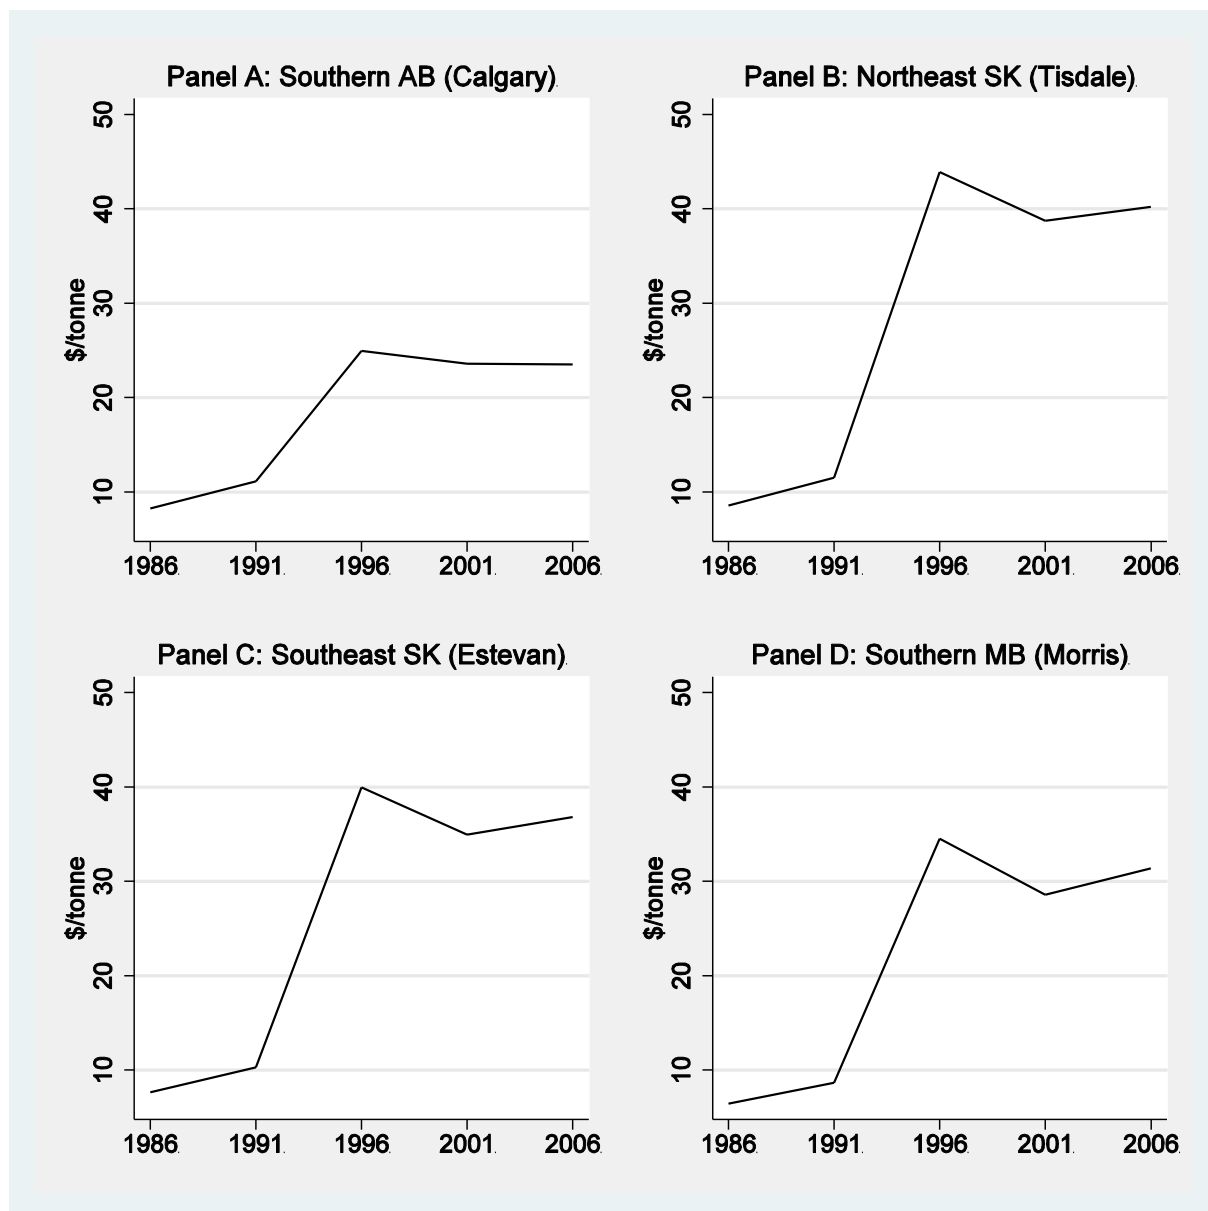 Panel A: Southern AB (Calgary)
$/tonne
50
40
30
20
10
1986 1991 1996 2001 2006
Panel B: Northeast SK (Tisdale)
$/tonne
50
40
30
20
10
1986 1991 1996 2001 2006
Panel C: Southeast SK (Estevan)
$/tonne
50
40
30
20
10
1986 1991 1996 2001 2006
Panel D: Southern MB (Morris)
$/tonne
50
40
30
20
10
1986 1991 1996 2001 2006